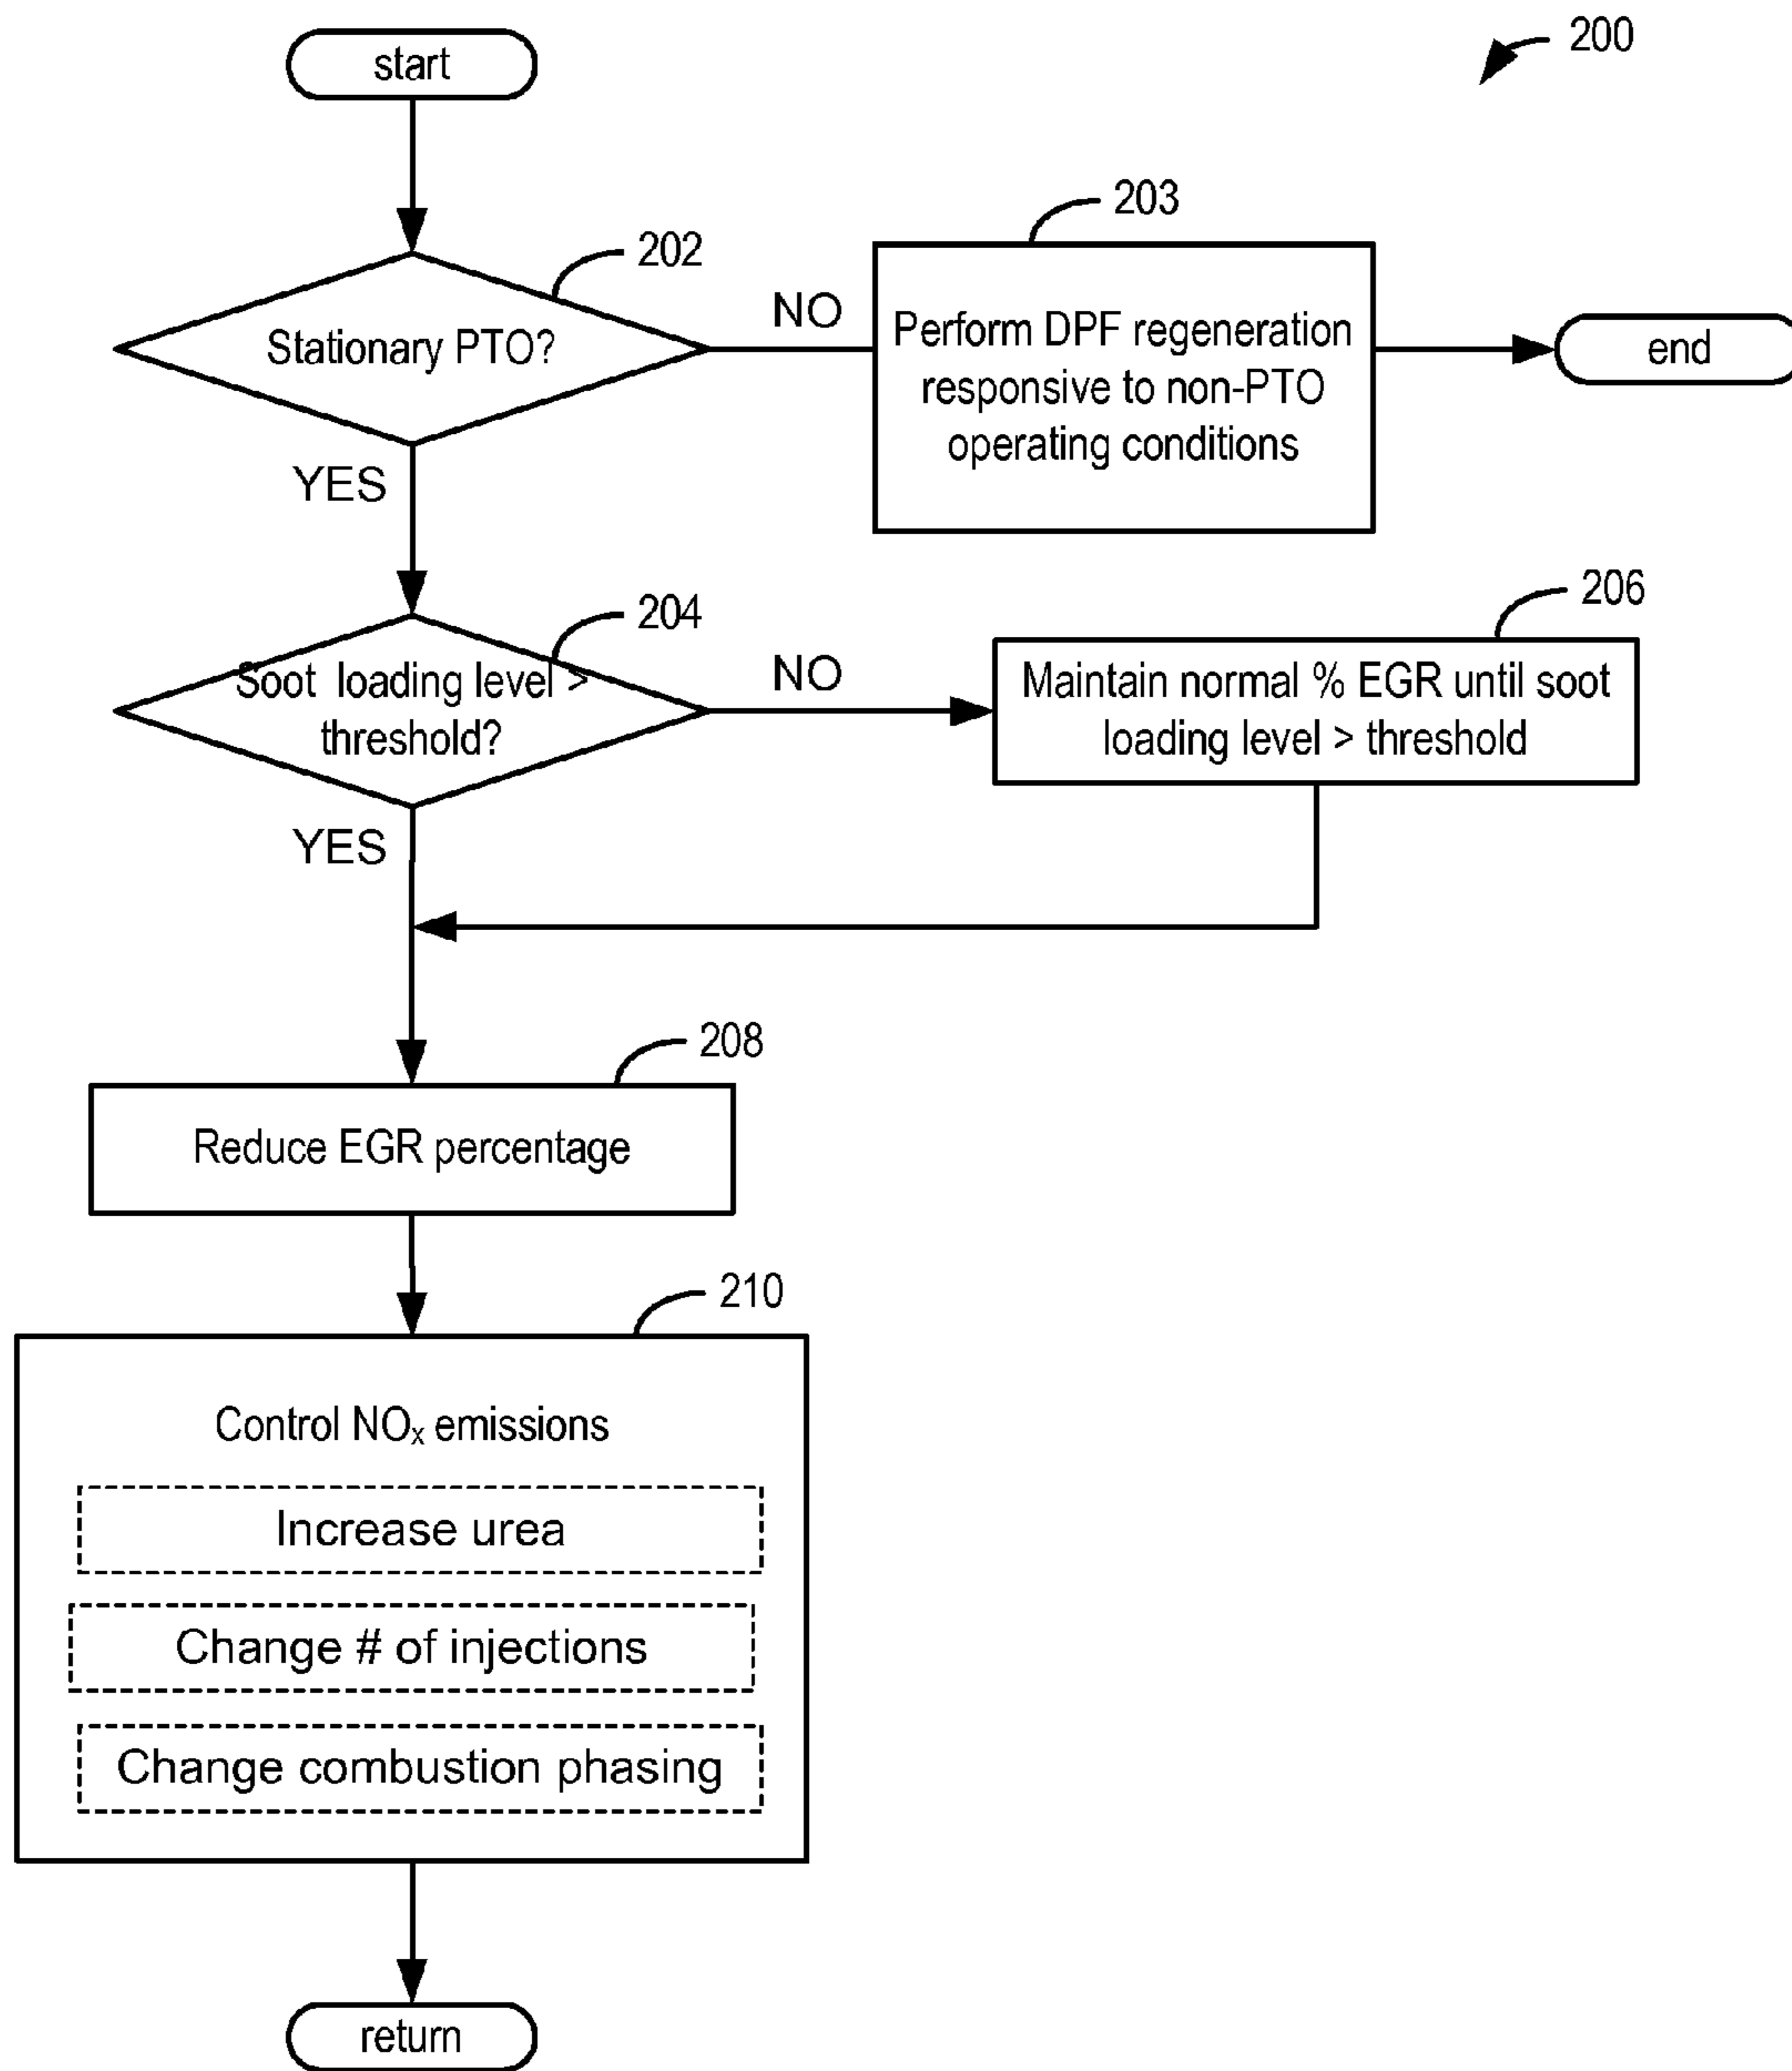 start
200
202
Stationary PTO?
NO
203
Perform DPF regeneration
responsive to non-PTO
operating conditions
end
YES
204
Soot loading level >
threshold?
NO
206
Maintain normal % EGR until soot
loading level > threshold
YES
208
Reduce EGR percentage
210
Control NOₓ emissions
Increase urea
Change # of injections
Change combustion phasing
return